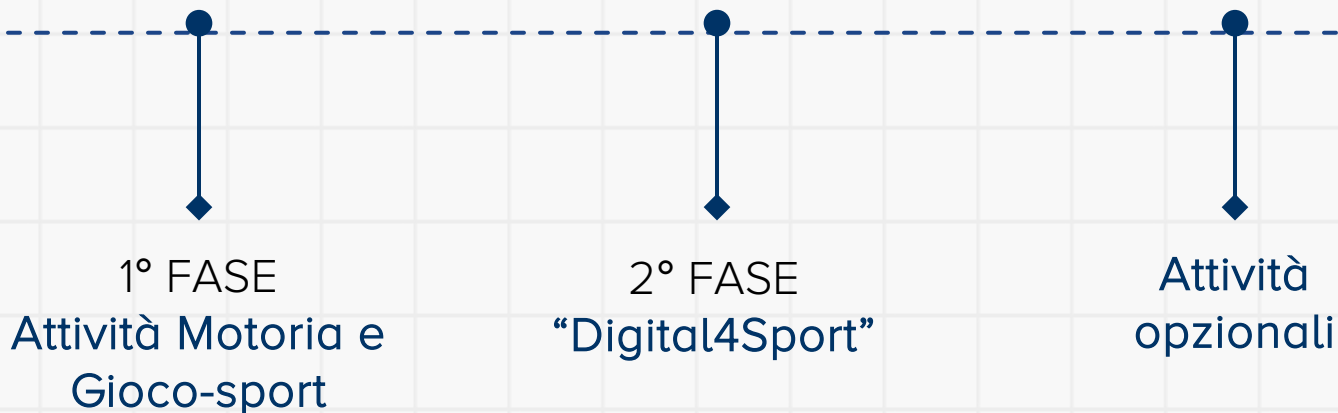 1° FASE
Attività Motoria e
Gioco-sport
2° FASE
“Digital4Sport”
Attività
opzionali